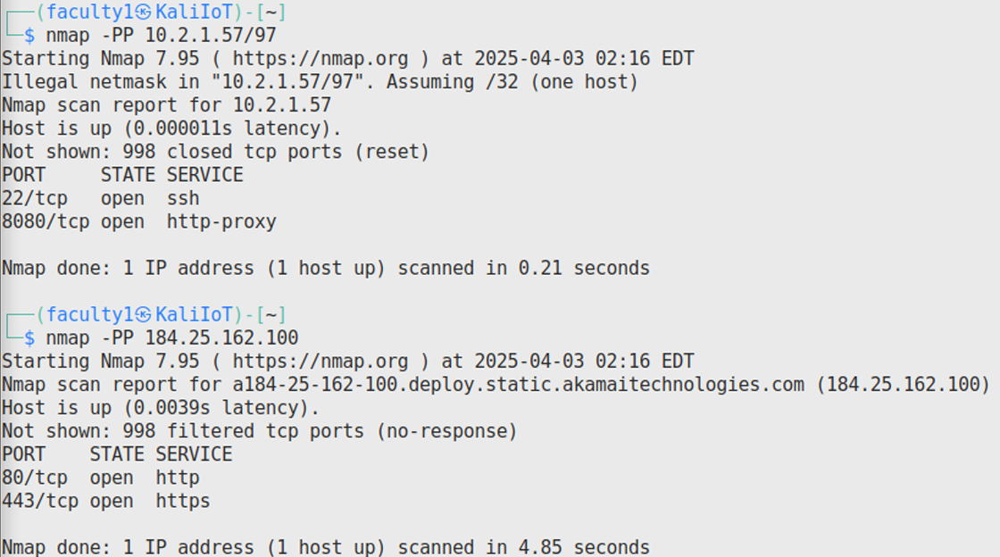 ┌──(faculty1㉿KaliIoT)-[~]
└─$ nmap -PP 10.2.1.57/97
Starting Nmap 7.95 ( https://nmap.org ) at 2025-04-03 02:16 EDT
Illegal netmask in "10.2.1.57/97". Assuming /32 (one host)
Nmap scan report for 10.2.1.57
Host is up (0.000011s latency).
Not shown: 998 closed tcp ports (reset)
PORT     STATE SERVICE
22/tcp   open  ssh
8080/tcp open  http-proxy

Nmap done: 1 IP address (1 host up) scanned in 0.21 seconds

┌──(faculty1㉿KaliIoT)-[~]
└─$ nmap -PP 184.25.162.100
Starting Nmap 7.95 ( https://nmap.org ) at 2025-04-03 02:16 EDT
Nmap scan report for a184-25-162-100.deploy.static.akamaitechnologies.com (184.25.162.100)
Host is up (0.0039s latency).
Not shown: 998 filtered tcp ports (no-response)
PORT    STATE SERVICE
80/tcp  open  http
443/tcp open  https

Nmap done: 1 IP address (1 host up) scanned in 4.85 seconds